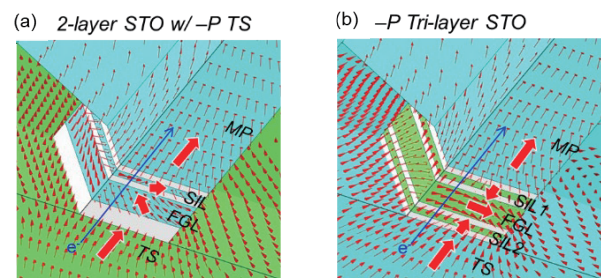 (a) 2-layer STO w/ –P TS
MP
SIL
FGL
TS
e
(b) –P Tri-layer STO
MP
SIL1
FGL
SIL2
TS
e